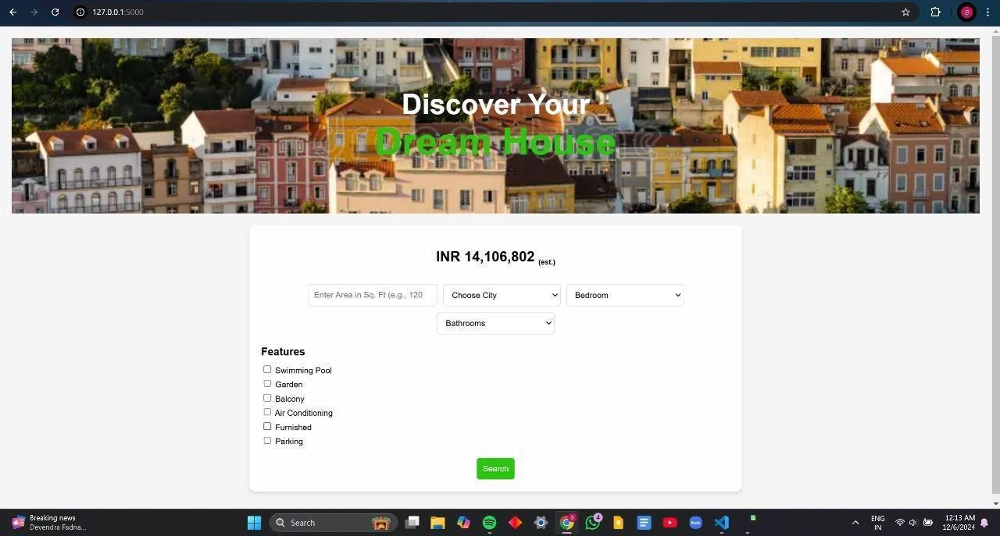 127.0.0.1:5000
S
Discover Your
Dream House
INR 14,106,802 (est.)
Enter Area in Sq. Ft (e.g., 120
Choose City
Bedroom
Bathrooms
Features
Swimming Pool
Garden
Balcony
Air Conditioning
Furnished
Parking
Search
Breaking news
Devendra Fadna...
Search
S
4
ENG
IN
12:13 AM
12/6/2024